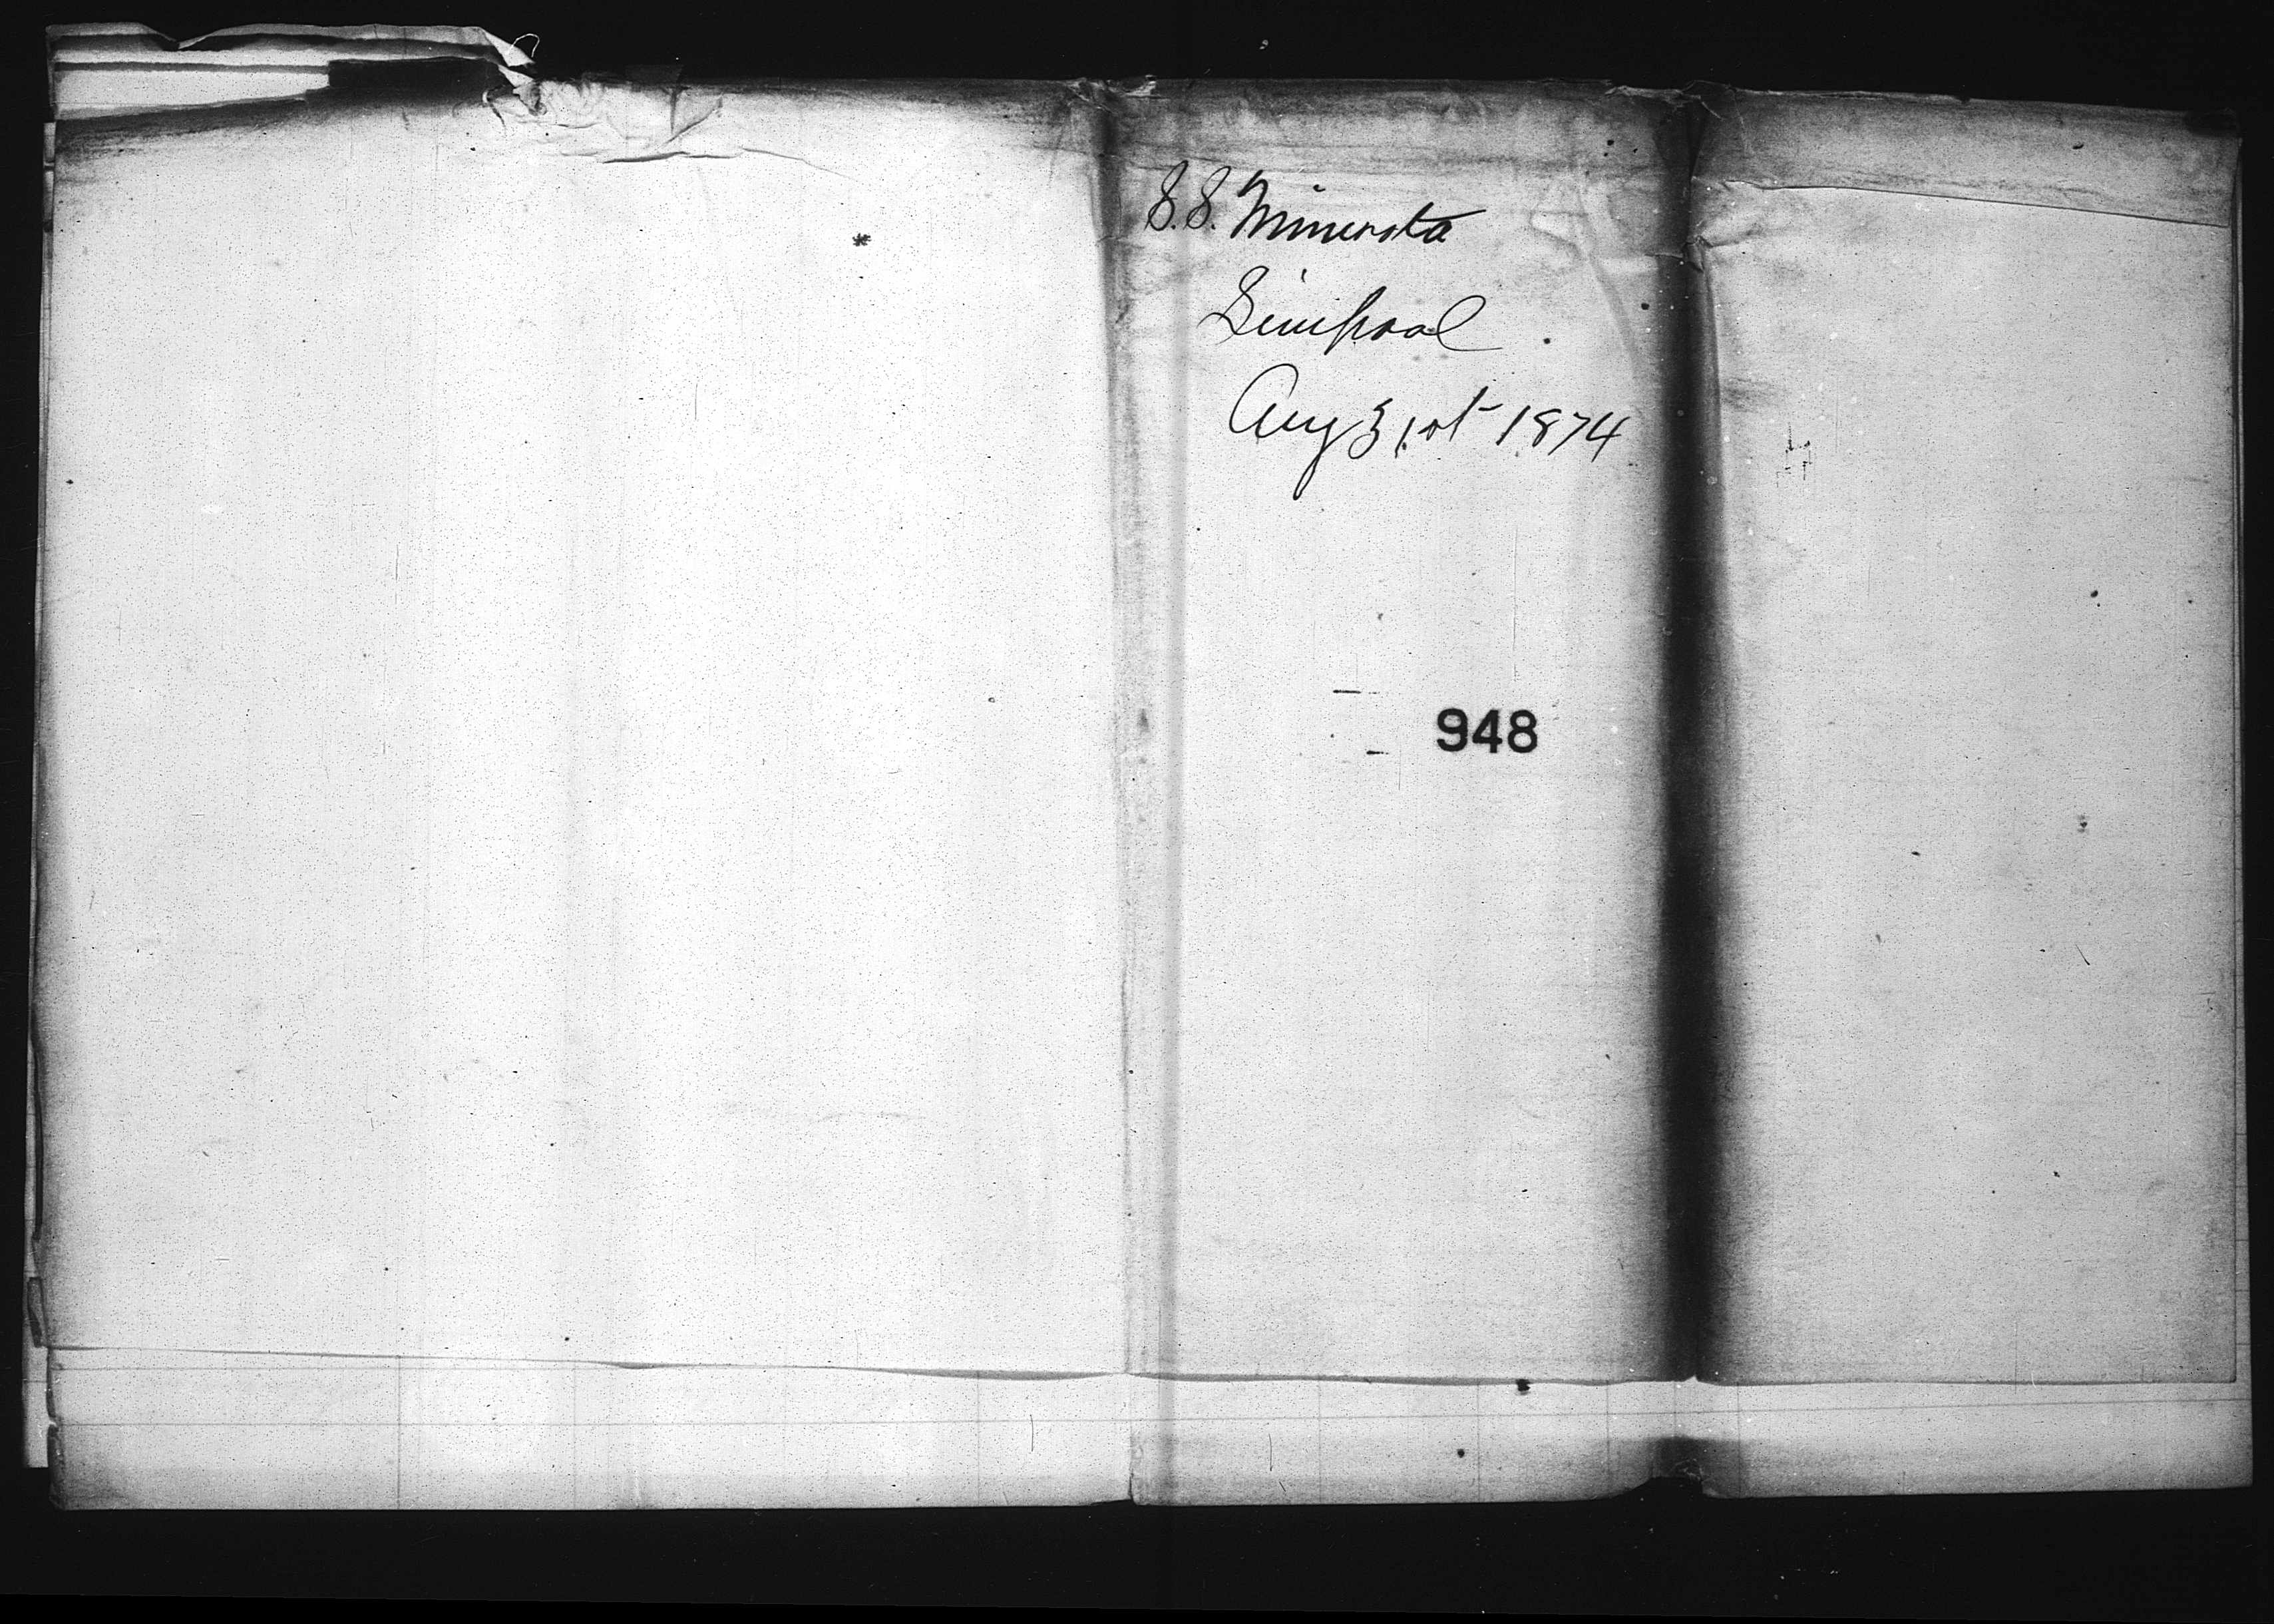 S.S. Minnesota
Liverpool
Aug 31st 1874
948